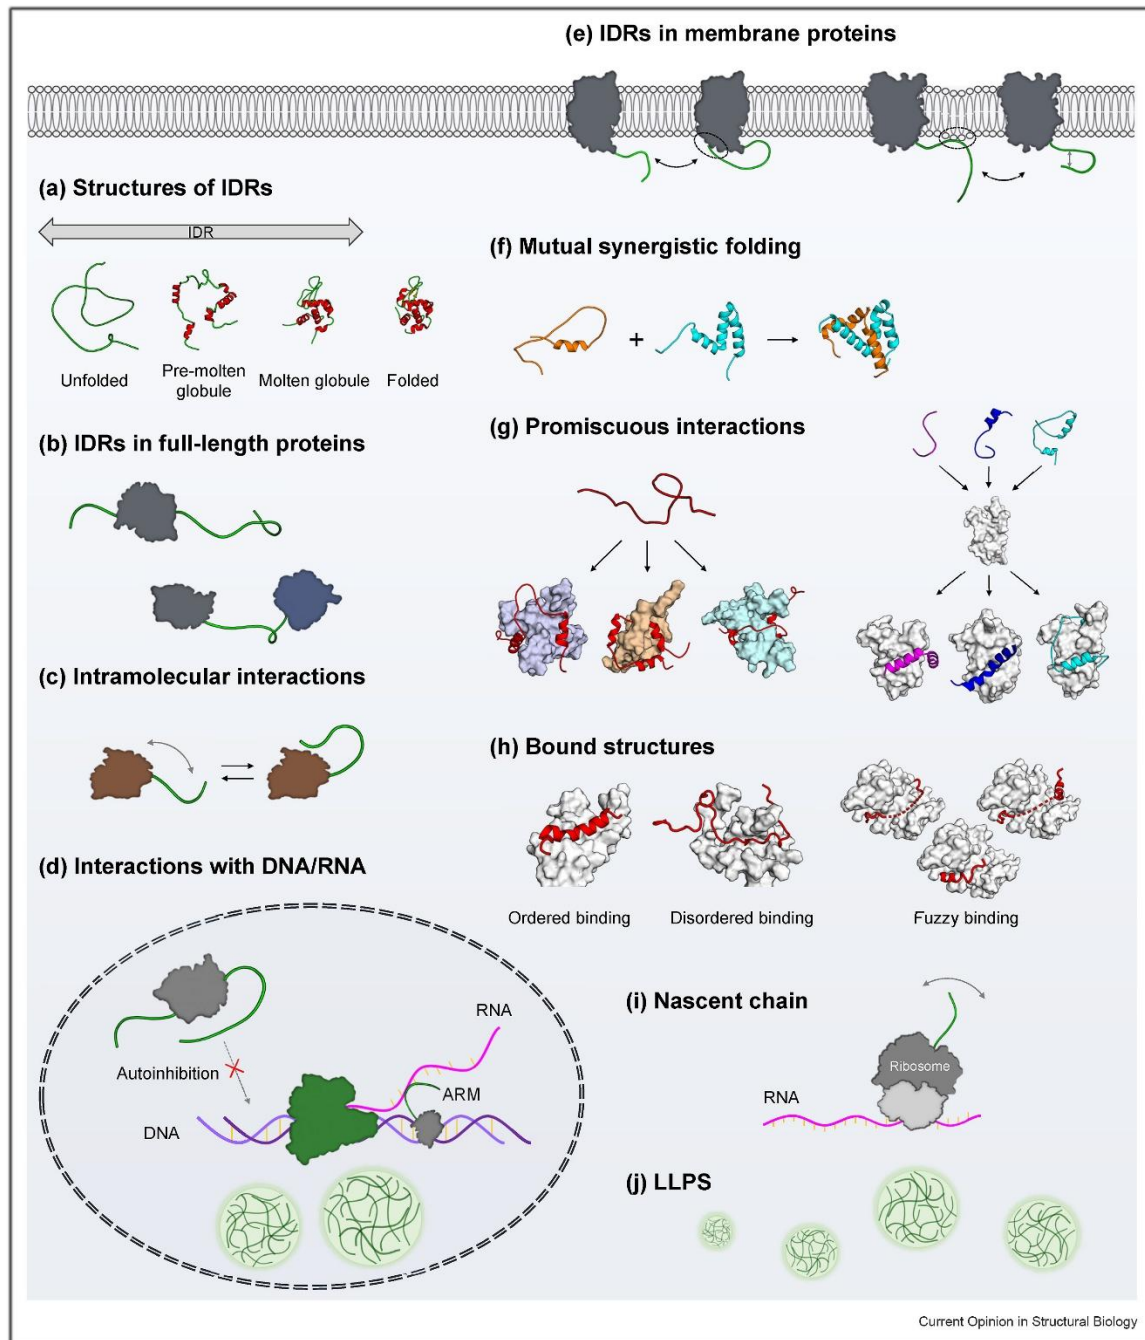 (e) IDRs in membrane proteins
(a) Structures of IDRs
IDR
Unfolded
Pre-molten
globule
Molten globule
Folded
(b) IDRs in full-length proteins
(c) Intramolecular interactions
(d) Interactions with DNA/RNA
Autoinhibition
RNA
ARM
DNA
(f) Mutual synergistic folding
+
(g) Promiscuous interactions
(h) Bound structures
Ordered binding
Disordered binding
Fuzzy binding
(i) Nascent chain
Ribosome
RNA
(j) LLPS
Current Opinion in Structural Biology